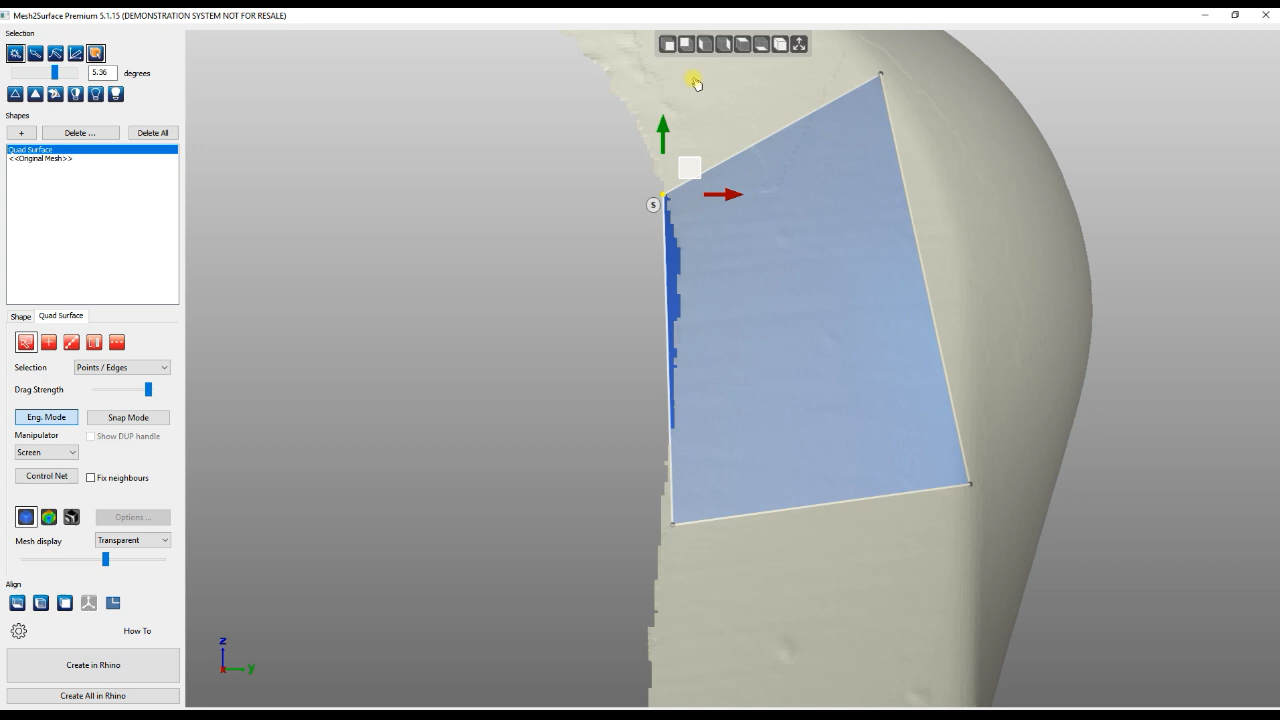 Mesh2Surface Premium 5.1.15 (DEMONSTRATION SYSTEM NOT FOR RESALE)
Selection
5.36 degrees
Shapes
+ Delete ... Delete All
Quad Surface
<<Original Mesh>>
Shape Quad Surface
Selection Points / Edges
Drag Strength
Eng. Mode Snap Mode
Manipulator Show DUP handle
Screen
Control Net Fix neighbours
Options ...
Mesh display Transparent
Align
How To
Create in Rhino
Create All in Rhino
S
z
x y